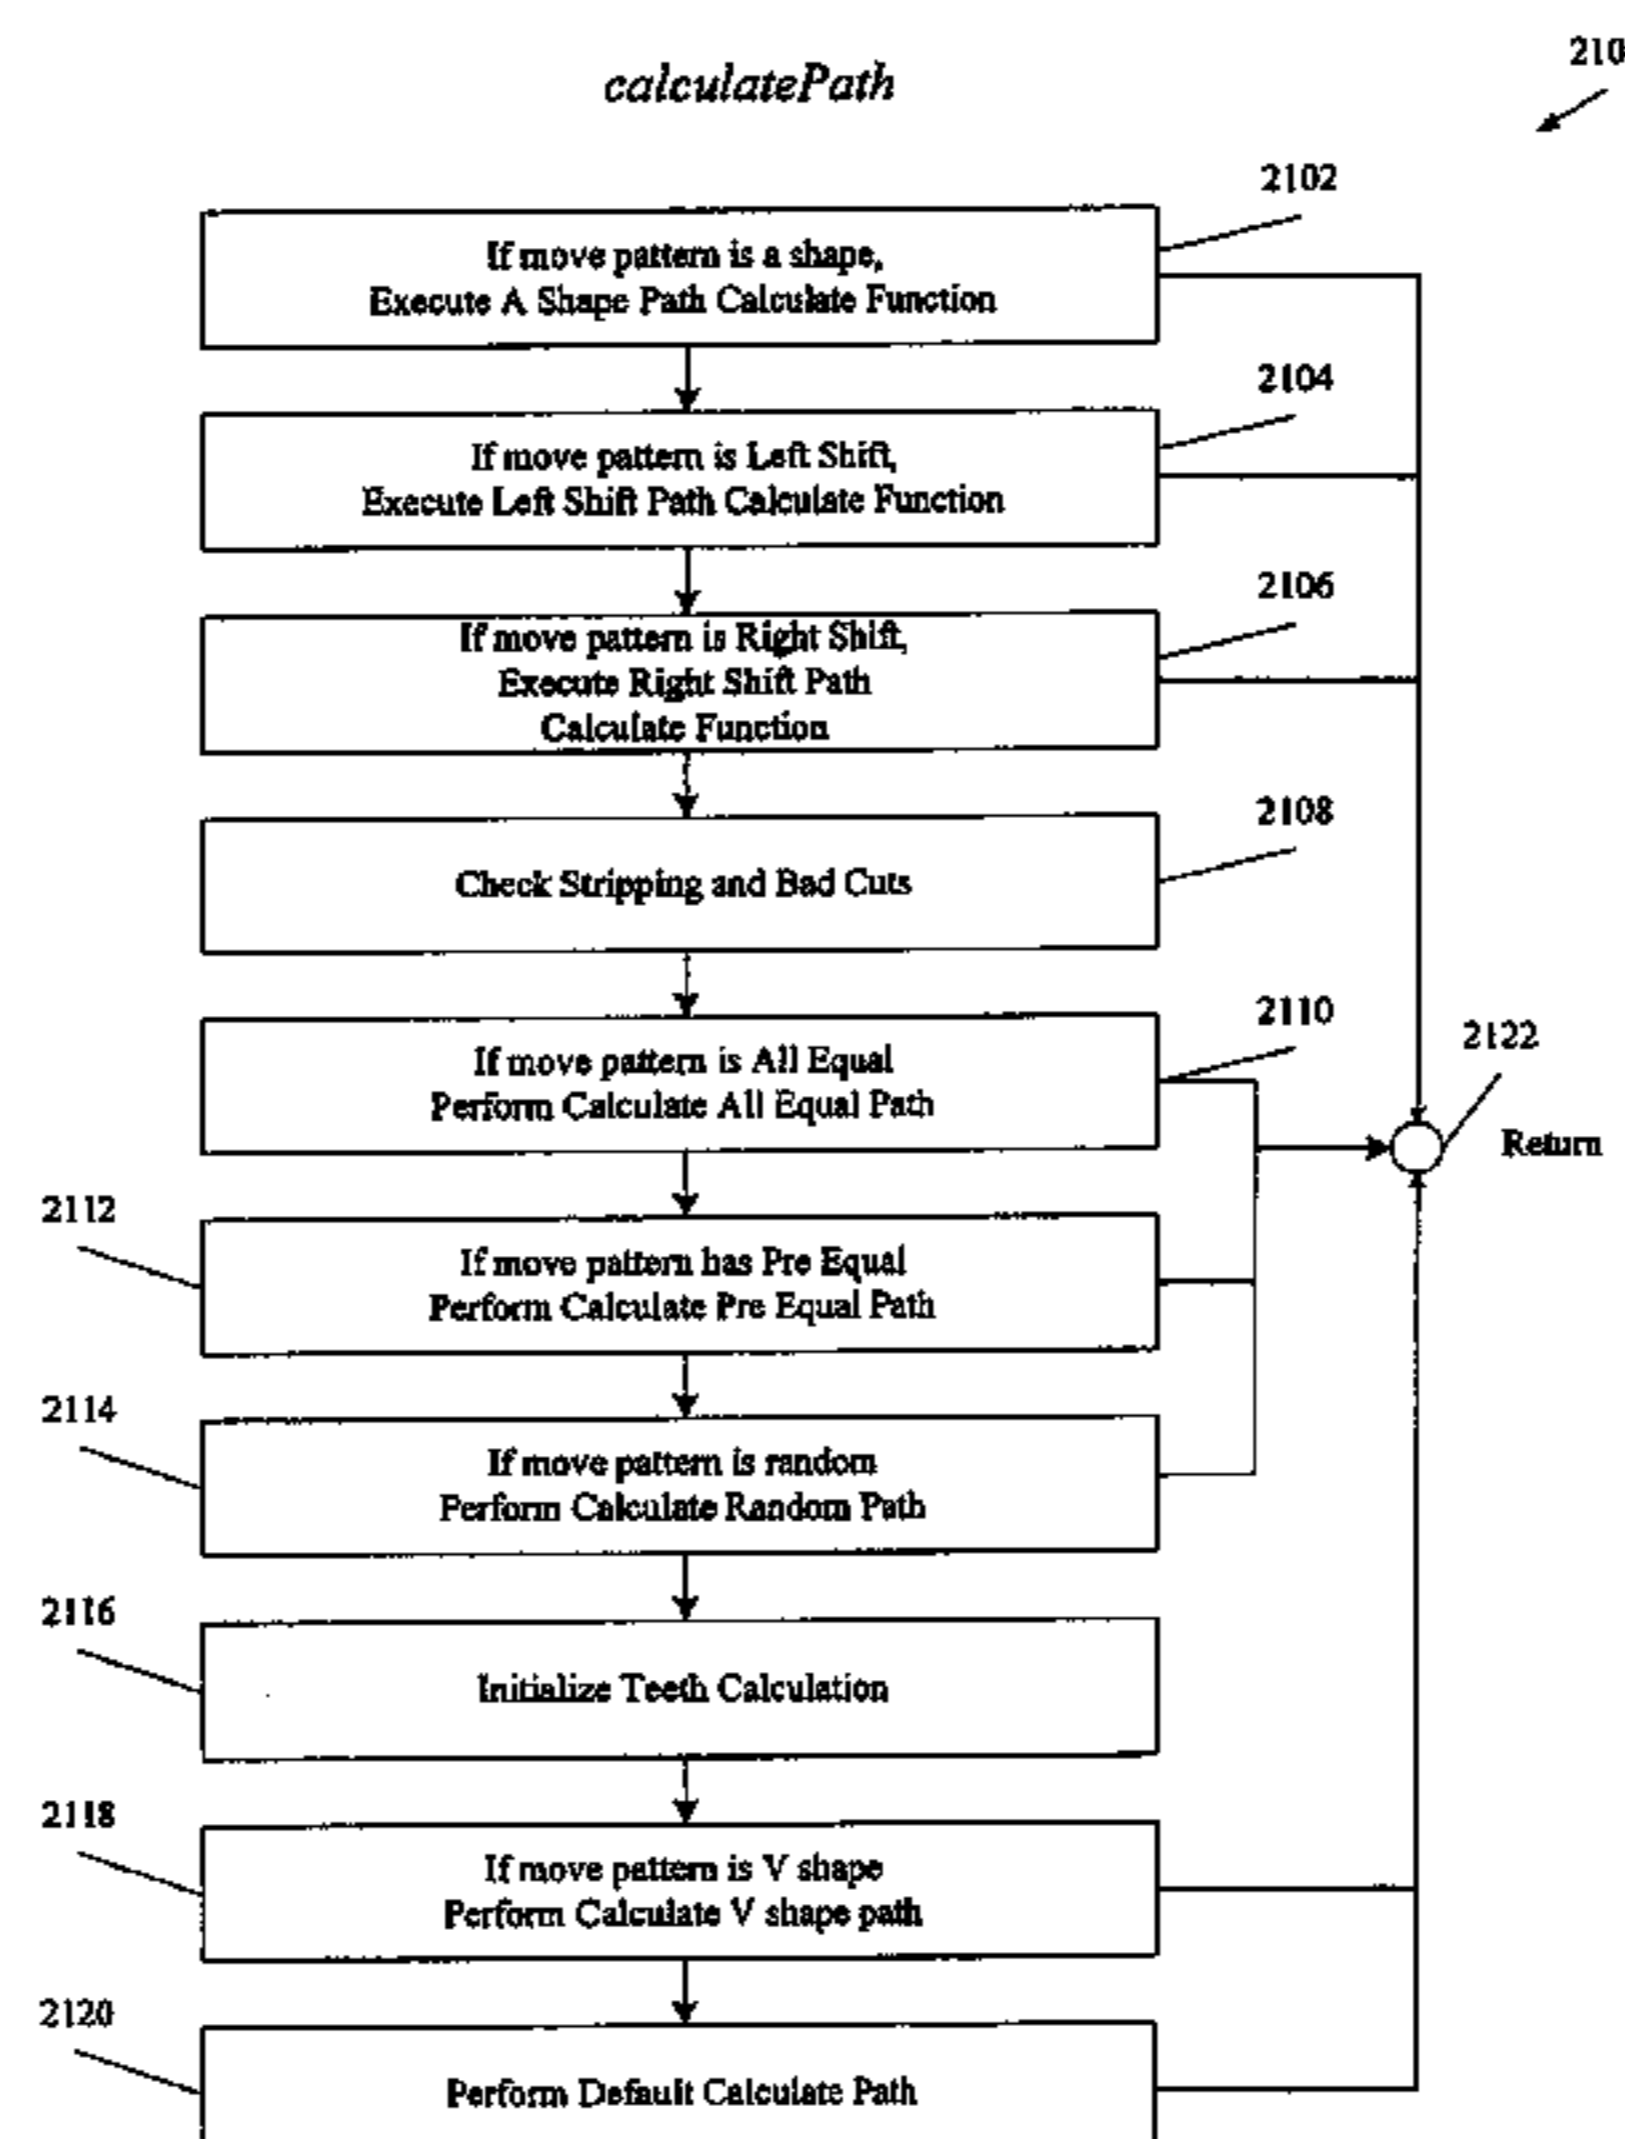 210
calculatePath
2102
If move pattern is a shape,
Execute A Shape Path Calculate Function
2104
If move pattern is Left Shift,
Execute Left Shift Path Calculate Function
2106
If move pattern is Right Shift,
Execute Right Shift Path
Calculate Function
2108
Check Stripping and Bad Cuts
2110
If move pattern is All Equal
Perform Calculate All Equal Path
2122
Return
2112
If move pattern has Pre Equal
Perform Calculate Pre Equal Path
2114
If move pattern is random
Perform Calculate Random Path
2116
Initialize Teeth Calculation
2118
If move pattern is V shape
Perform Calculate V shape path
2120
Perform Default Calculate Path